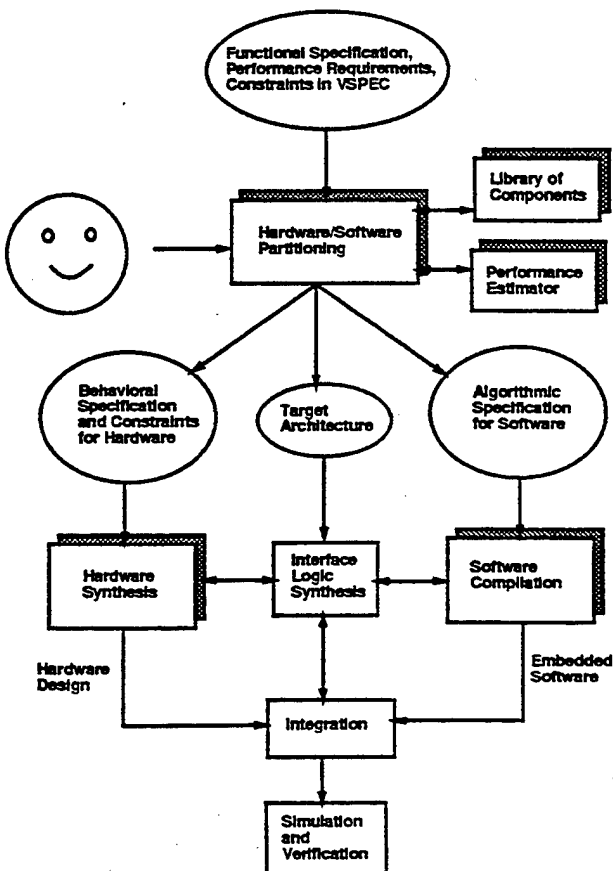 Functional Specification,
Performance Requirements,
Constraints in VSPEC
Library of
Components
Hardware/Software
Partitioning
Performance
Estimator
Behavioral
Specification
and Constraints
for Hardware
Target
Architecture
Algorithmic
Specification
for Software
Hardware
Synthesis
Interface
Logic
Synthesis
Software
Compilation
Hardware
Design
Embedded
Software
Integration
Simulation
and
Verification